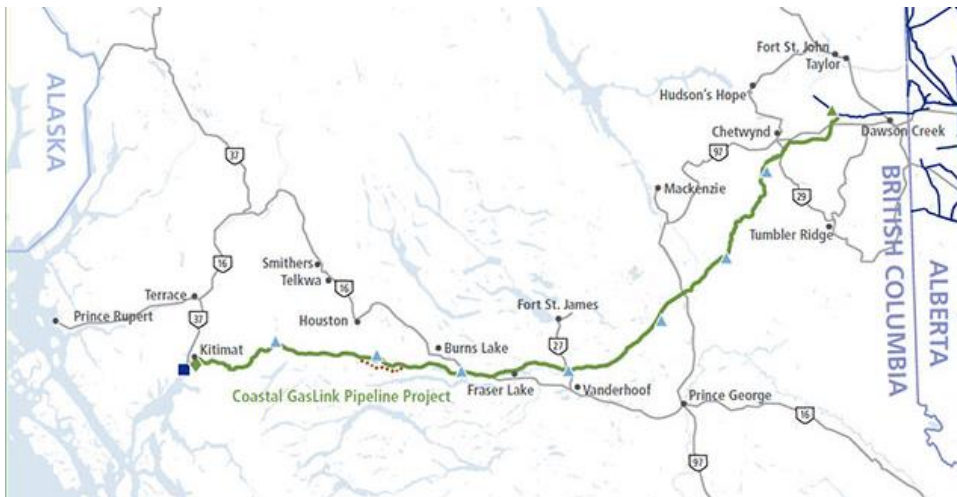 ALASKA
Fort St. John
Taylor
Hudson's Hope
Chetwynd
Dawson Creek
37
97
Mackenzie
29
Tumbler Ridge
BRITISH COLUMBIA
ALBERTA
Smithers
Telkwa
16
16
Terrace
Prince Rupert
37
Houston
Fort St. James
27
Kitimat
Burns Lake
Fraser Lake
Vanderhoof
Coastal GasLink Pipeline Project
Prince George
16
97